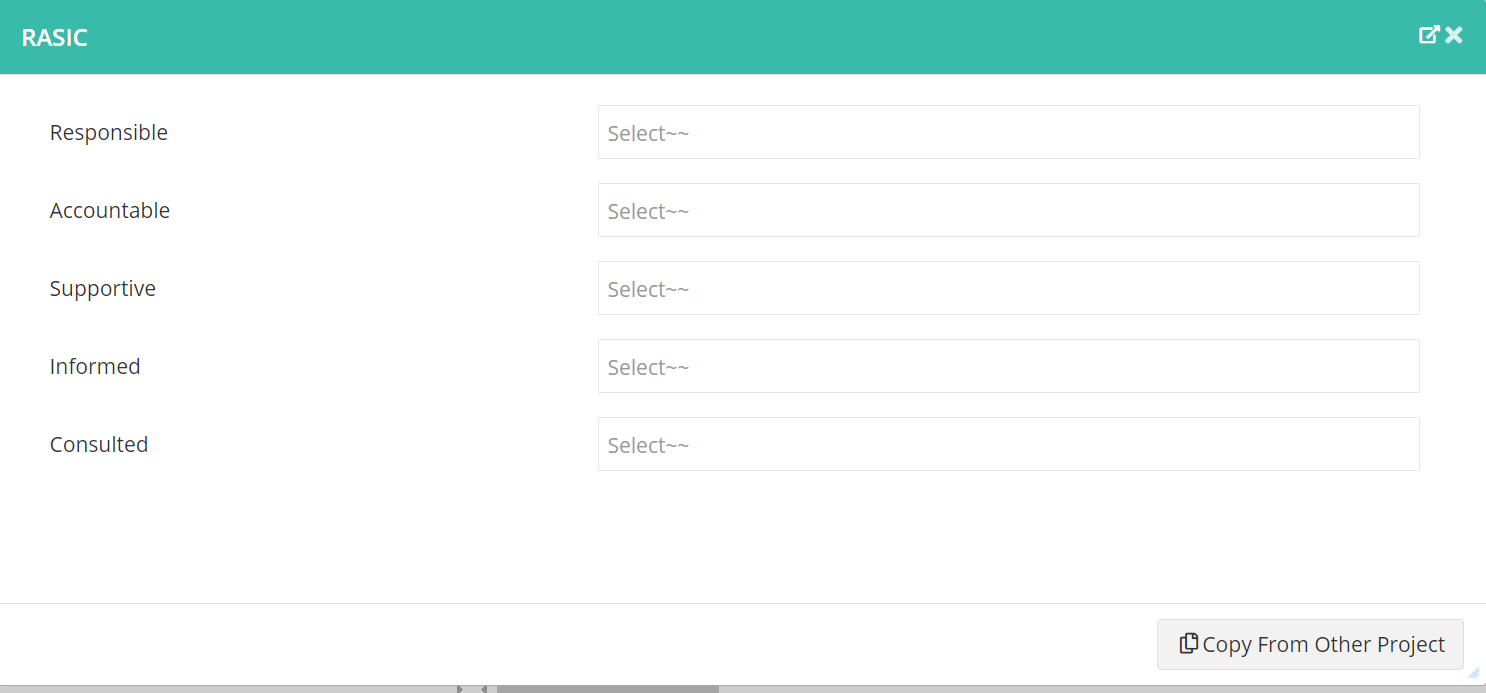 RASIC
Responsible
Select~~
Accountable
Select~~
Supportive
Select~~
Informed
Select~~
Consulted
Select~~
Copy From Other Project